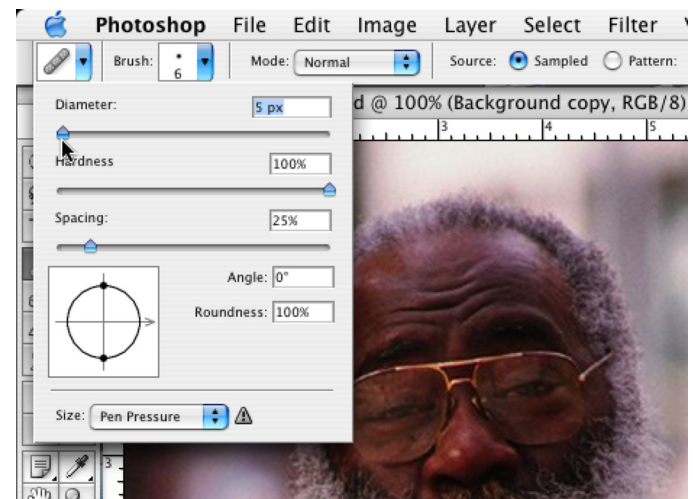 Photoshop File Edit Image Layer Select Filter
Brush: 6 Mode: Normal Source: Sampled Pattern:
d @ 100% (Background copy, RGB/8)
Diameter: 5 px
3 4 5
Hardness 100%
Spacing: 25%
Angle: 0°
Roundness: 100%
Size: Pen Pressure
3